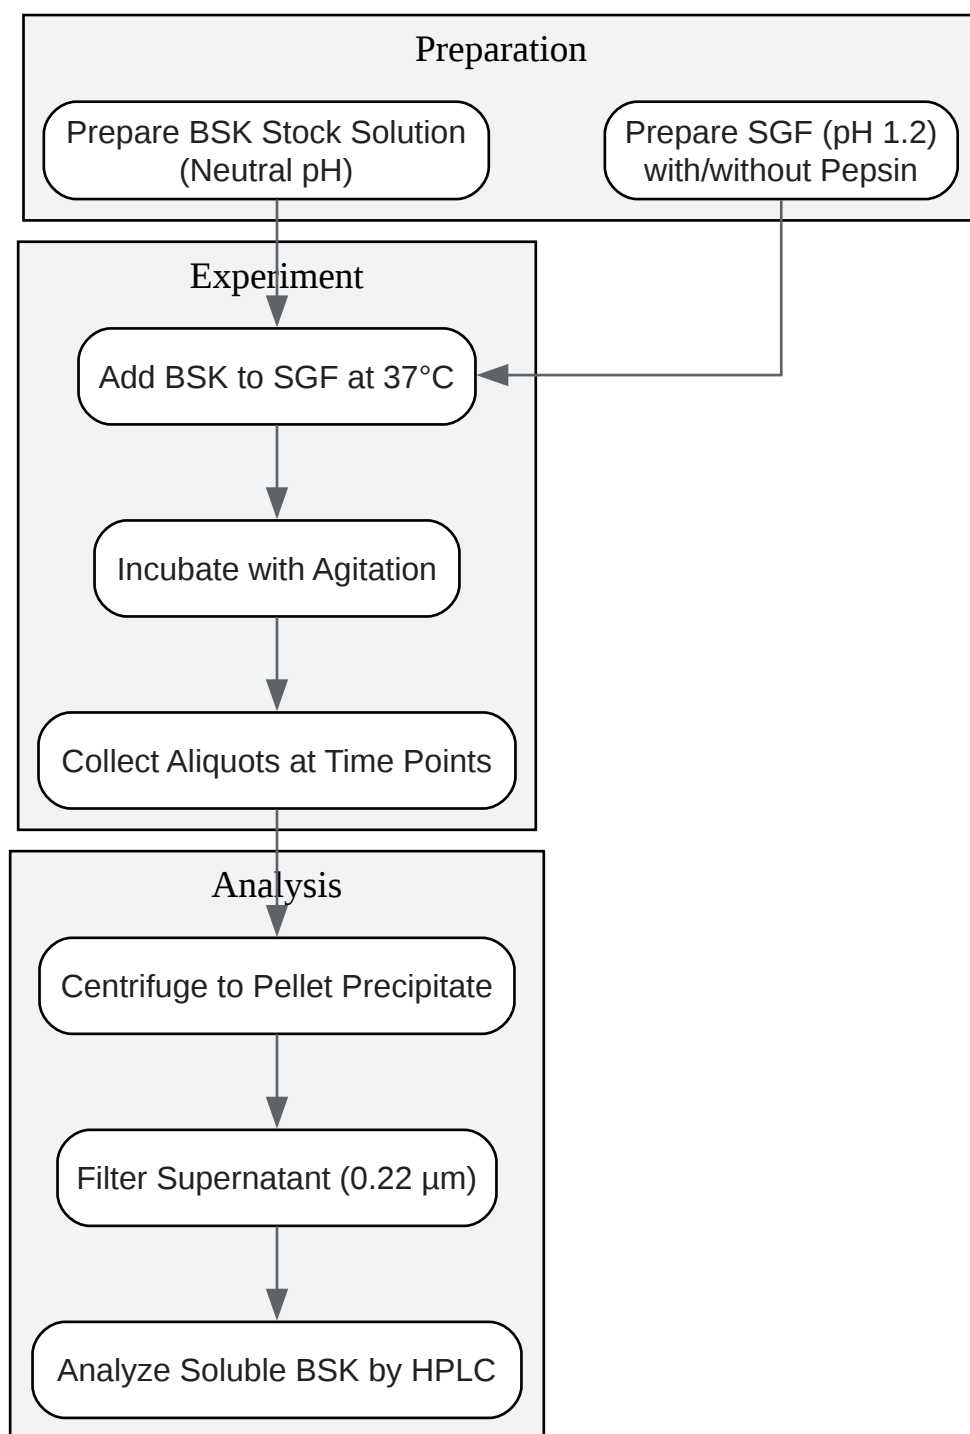 Preparation
Prepare BSK Stock Solution
(Neutral pH)
Prepare SGF (pH 1.2)
with/without Pepsin
Experiment
Add BSK to SGF at 37°C
Incubate with Agitation
Collect Aliquots at Time Points
Analysis
Centrifuge to Pellet Precipitate
Filter Supernatant (0.22 µm)
Analyze Soluble BSK by HPLC